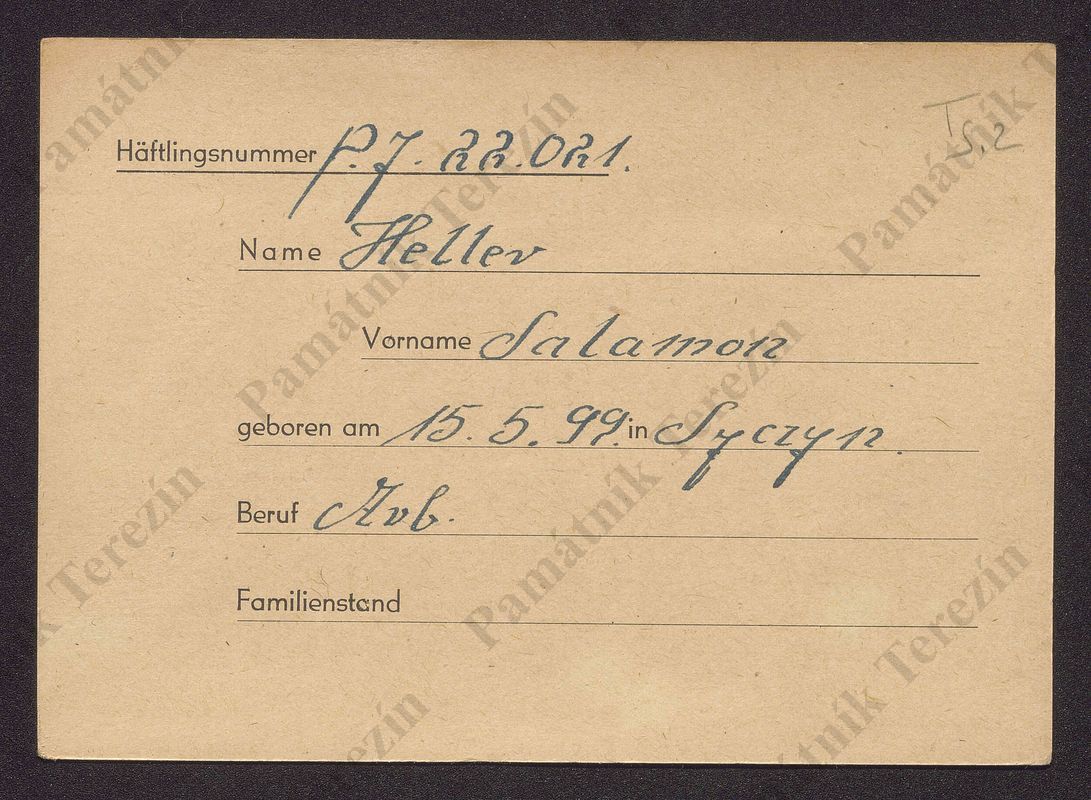 T
S.2
Häftlingsnummer P.J. 22.021.
Name Heller
Vorname Salamon
geboren am 15. 5. 99. in Syczyn.
Beruf Arb.
Familienstand
Památník Terezín